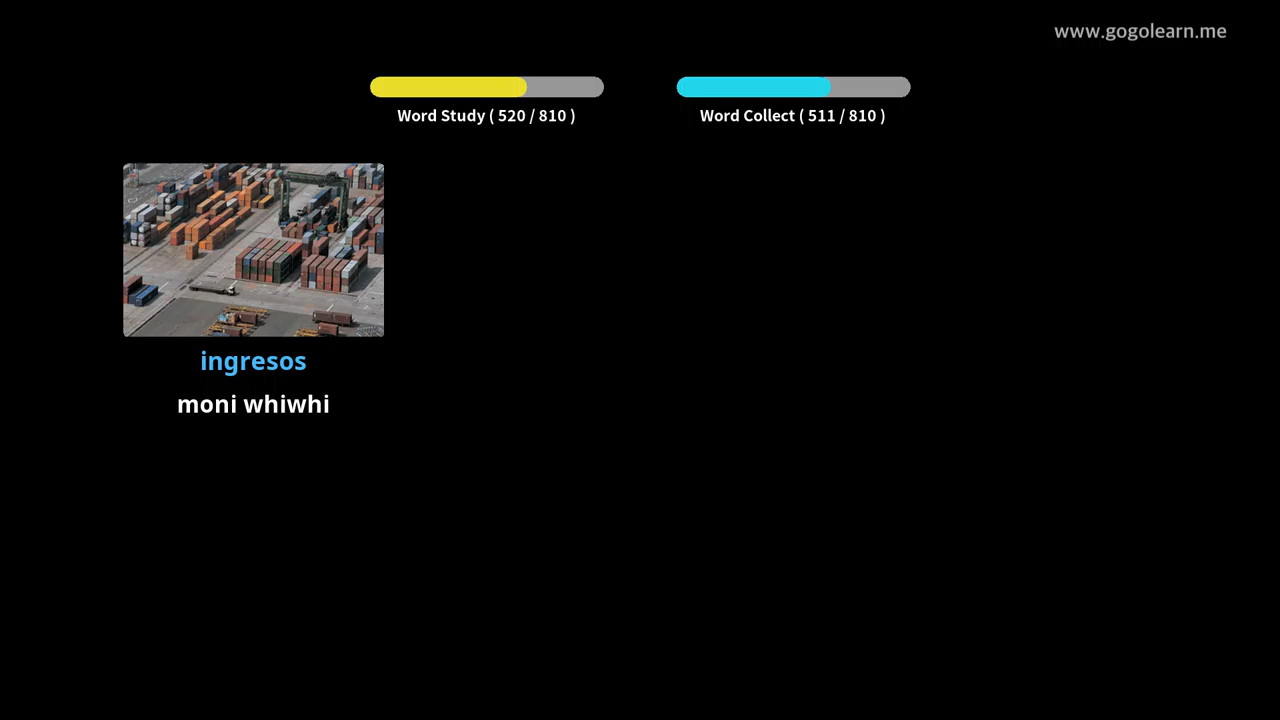 www.gogolearn.me
Word Study ( 520 / 810 )
Word Collect ( 511 / 810 )
ingresos
moni whiwhi